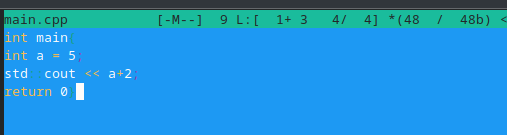 main.cpp [-M--] 9 L:[ 1+ 3 4/ 4] *(48 / 48b) <
int main
int a = 5;
std cout << a+2;
return 0